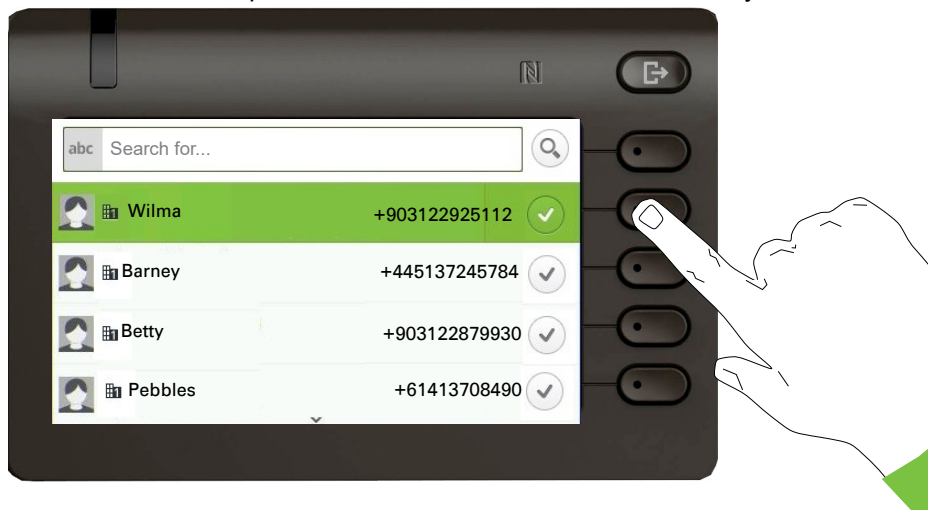 abc Search for...
Wilma +903122925112
Barney +445137245784
Betty +903122879930
Pebbles +61413708490